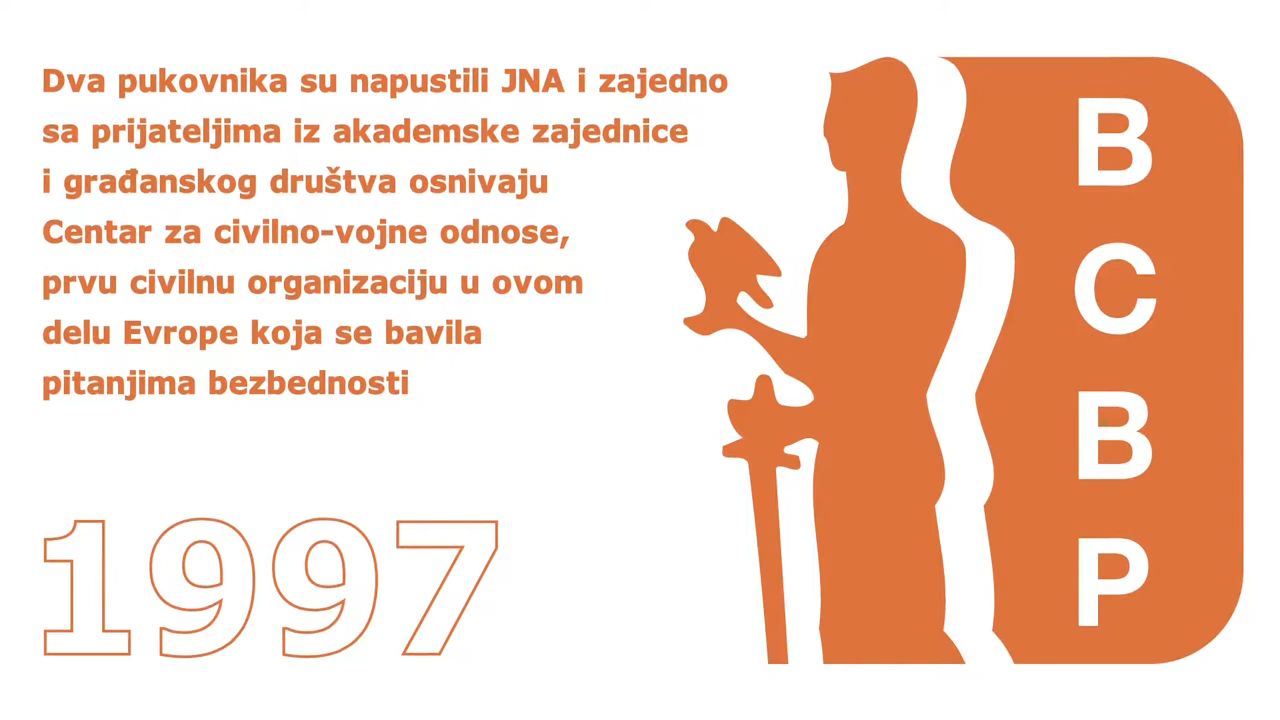 Dva pukovnika su napustili JNA i zajedno
sa prijateljima iz akademske zajednice
i građanskog društva osnivaju
Centar za civilno-vojne odnose,
prvu civilnu organizaciju u ovom
delu Evrope koja se bavila
pitanjima bezbednosti
1997
B
C
B
P